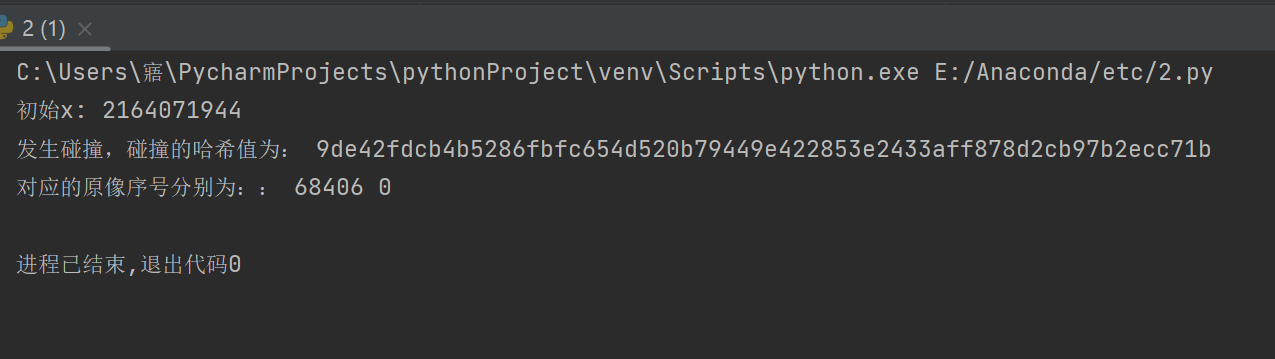 2 (1)
C:\Users\寤\PycharmProjects\pythonProject\venv\Scripts\python.exe E:/Anaconda/etc/2.py
初始x: 2164071944
发生碰撞，碰撞的哈希值为： 9de42fdcb4b5286fbfc654d520b79449e422853e2433aff878d2cb97b2ecc71b
对应的原像序号分别为：： 68406 0
进程已结束,退出代码0